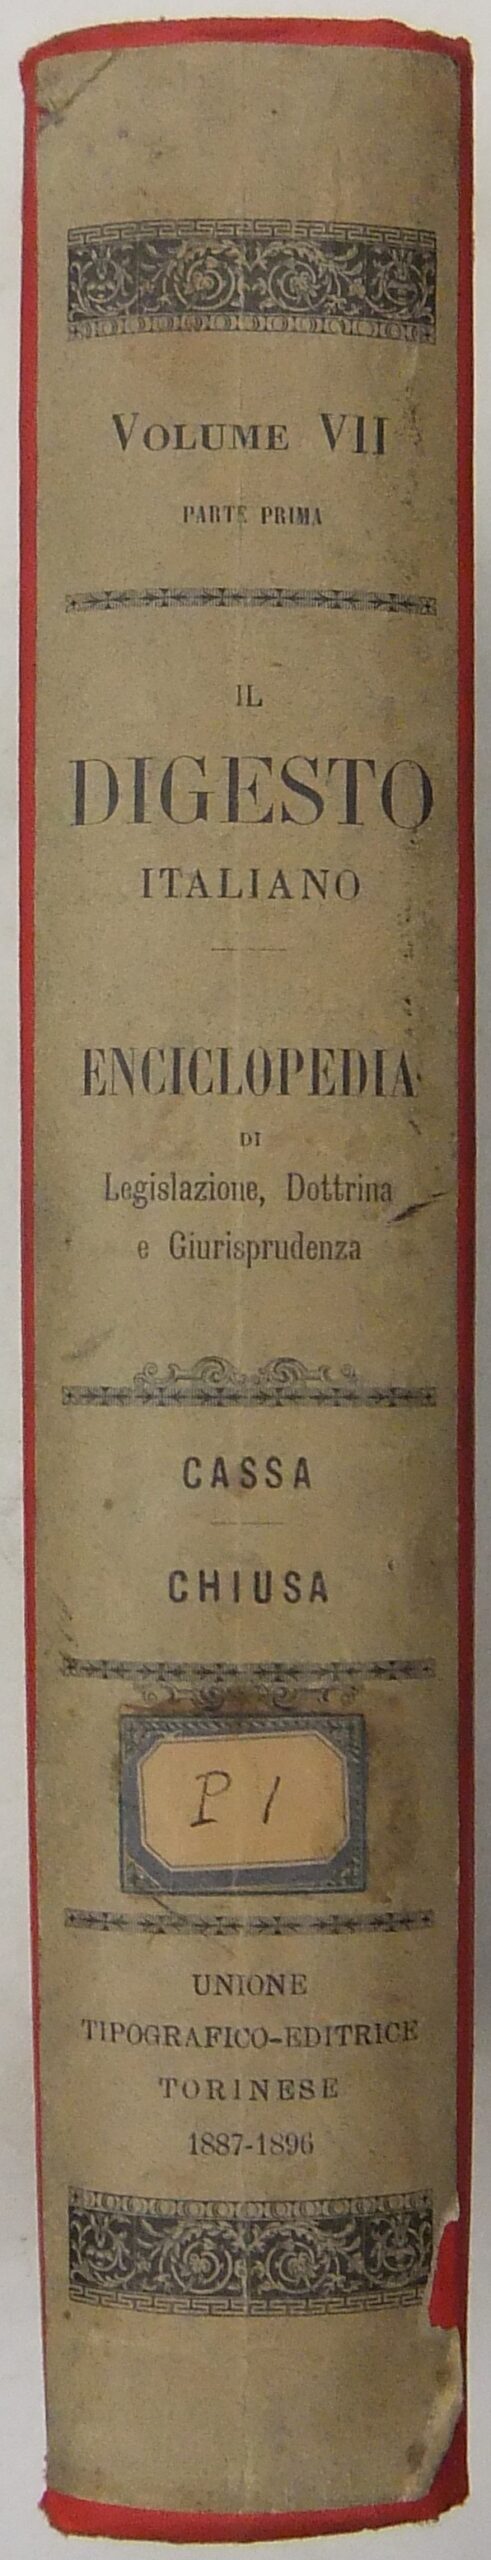 VOLUME VII
PARTE PRIMA
IL
DIGESTO
ITALIANO
ENCICLOPEDIA
DI
Legislazione, Dottrina
e Giurisprudenza
CASSA
CHIUSA
P 1
UNIONE
TIPOGRAFICO-EDITRICE
TORINESE
1887-1896